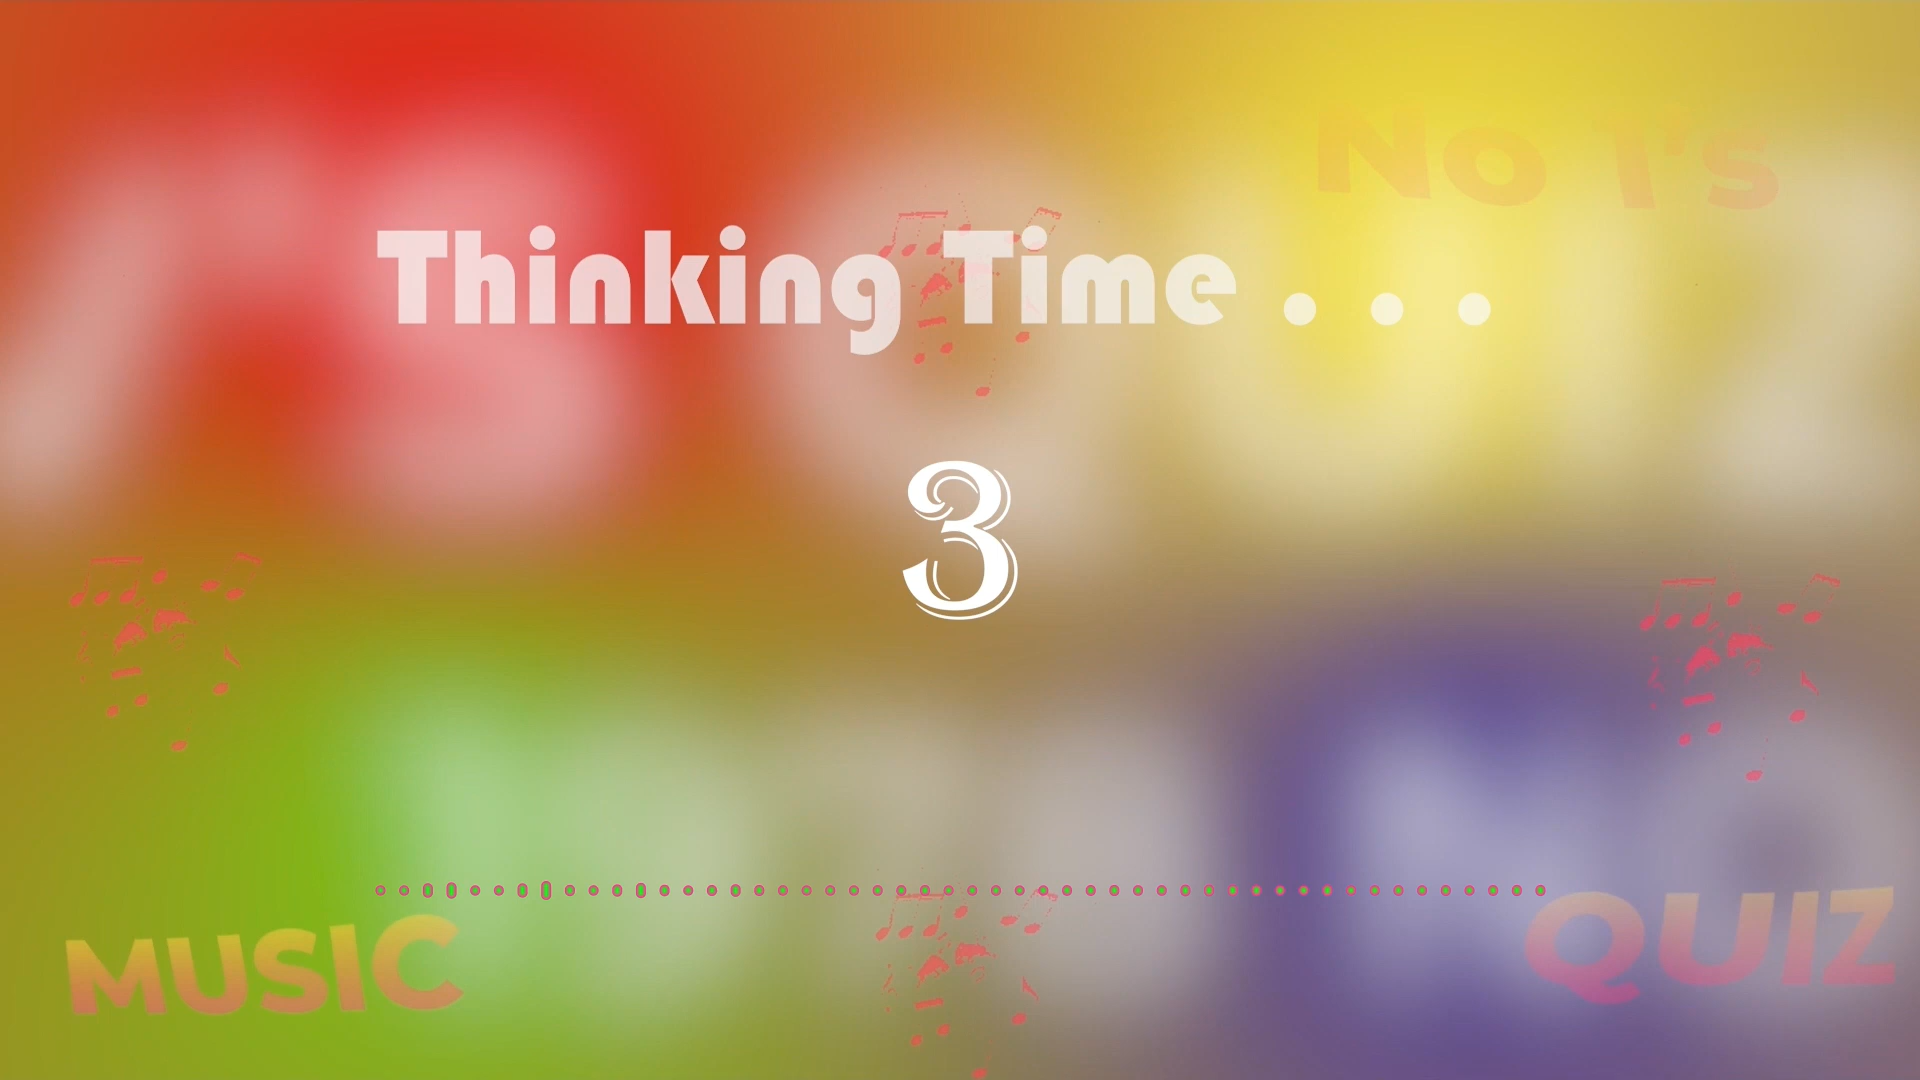 No 1's
Thinking Time . . .
3
MUSIC
QUIZ